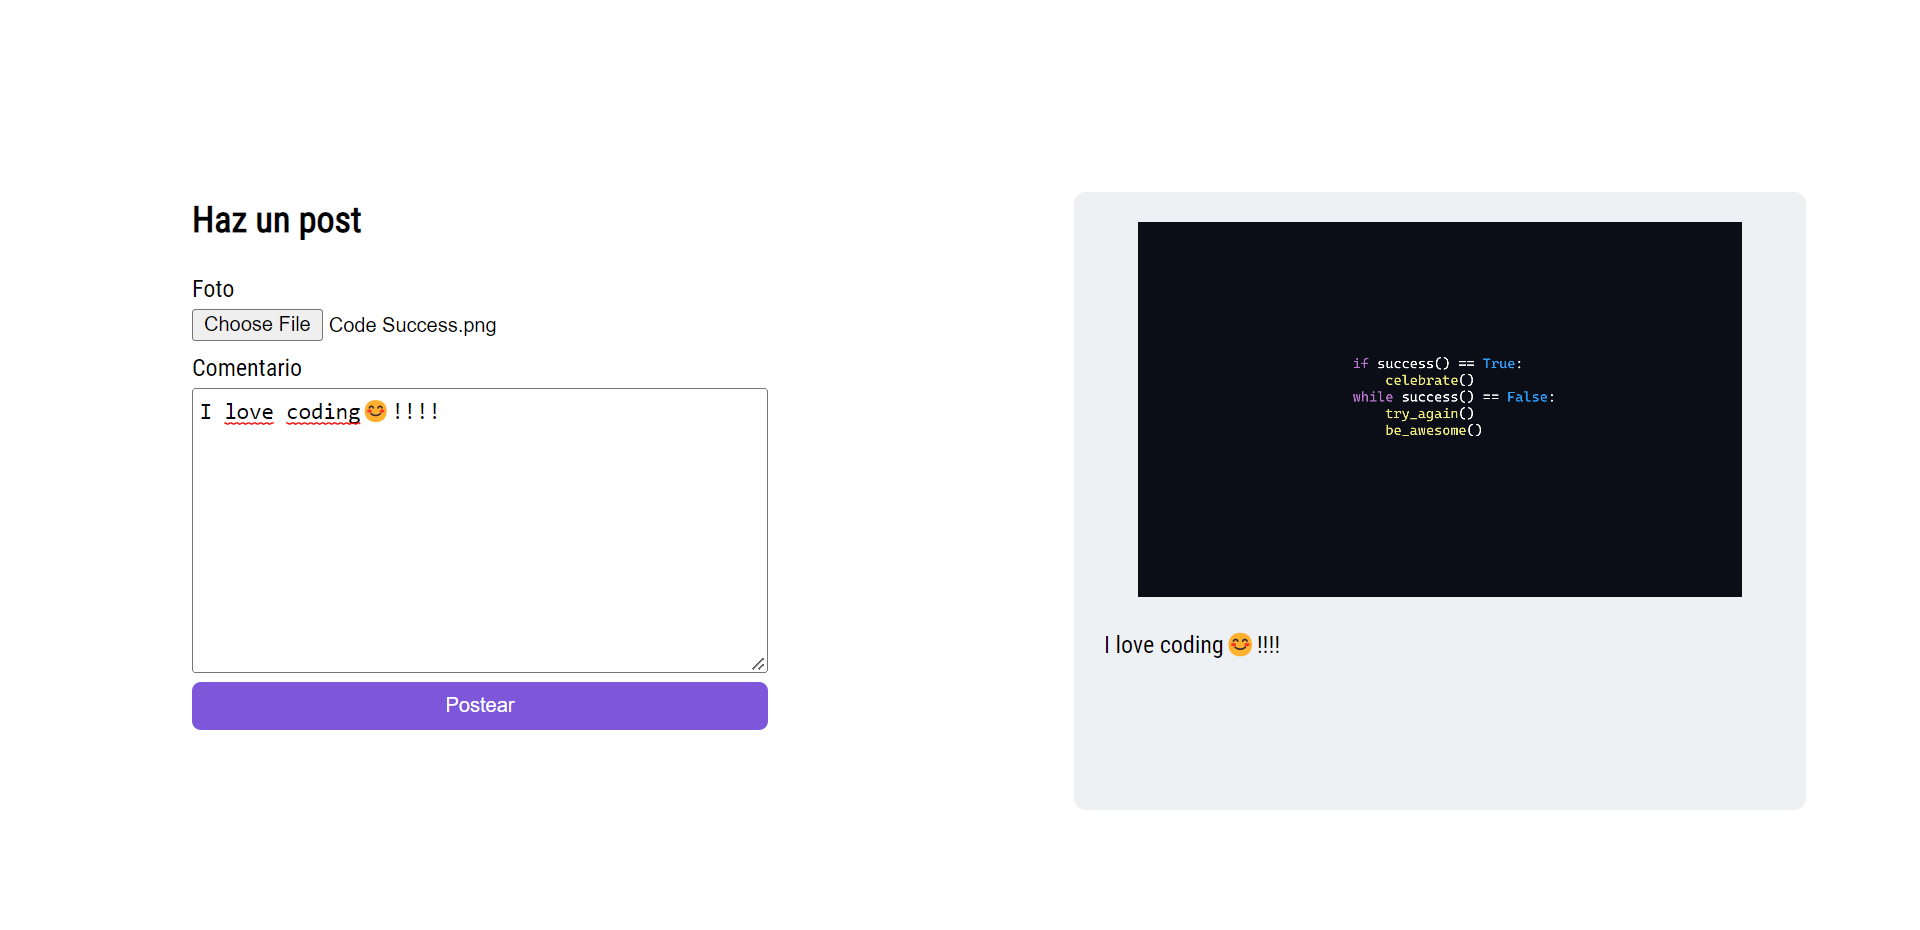 Haz un post
Foto
Choose File Code Success.png
Comentario
I love coding😊!!!!
Postear
if success() == True:
    celebrate()
while success() == False:
    try_again()
    be_awesome()
I love coding😊!!!!